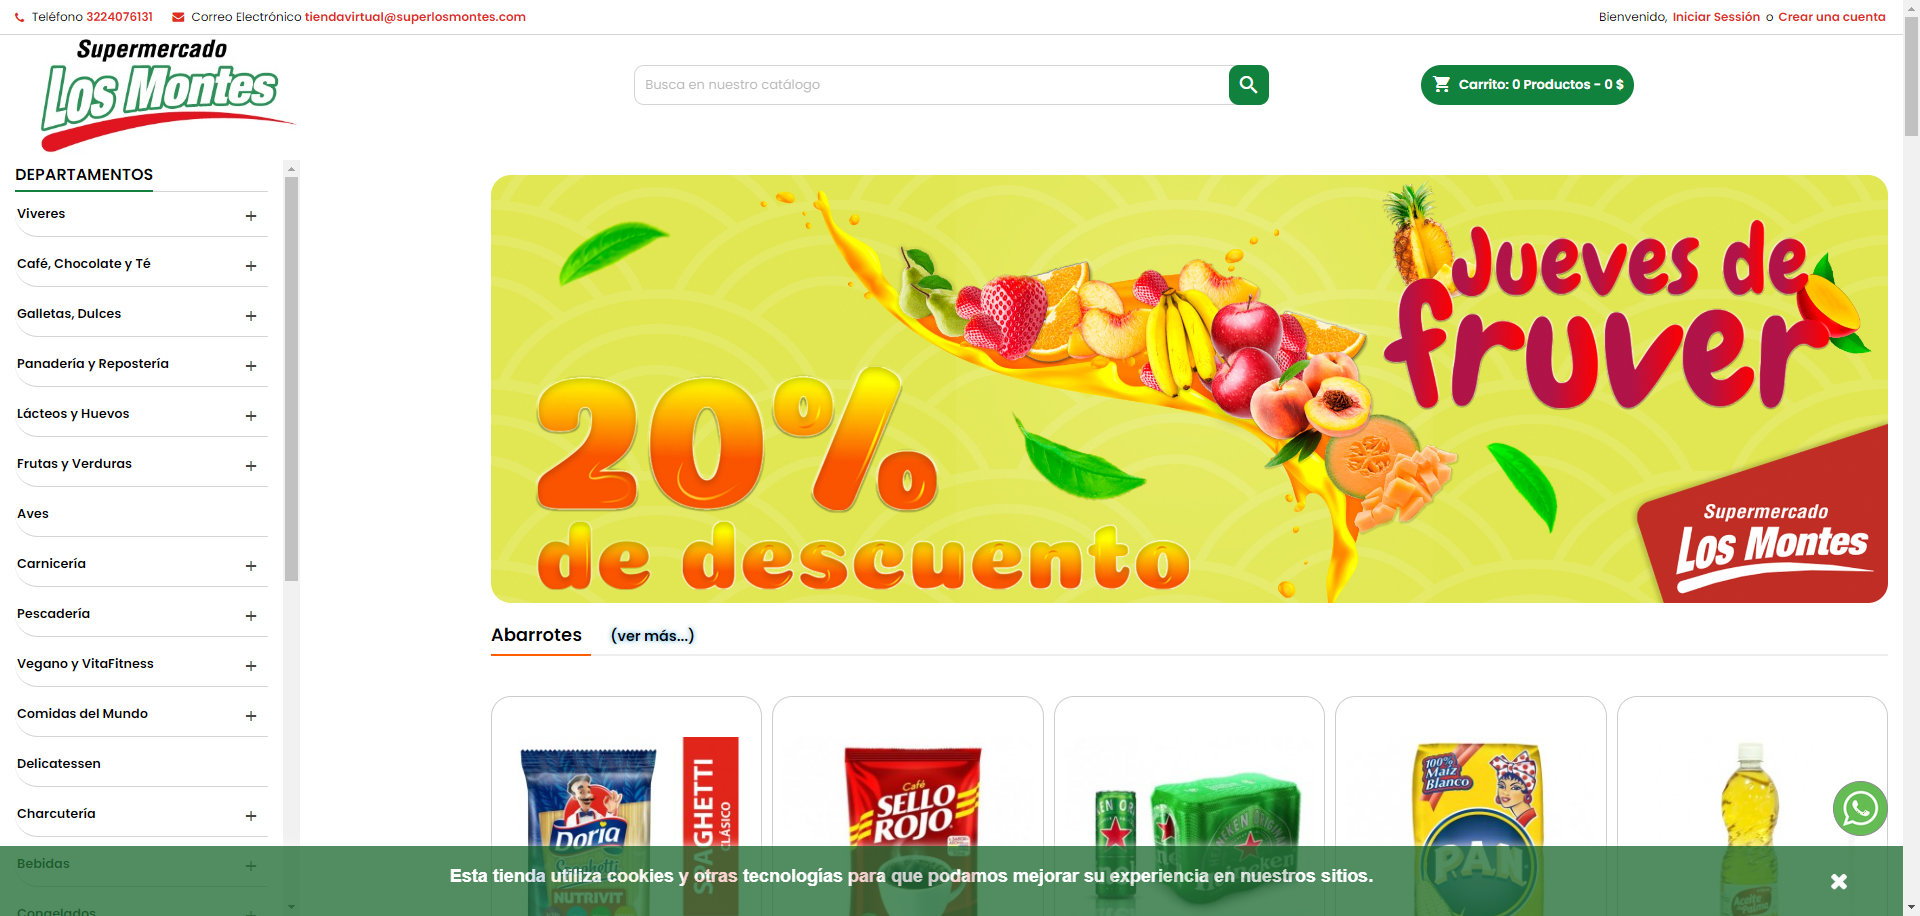 Teléfono 3224076131 Correo Electrónico tiendavirtual@superlosmontes.com
Bienvenido, Iniciar Sessión o Crear una cuenta
Supermercado
Los Montes
Busca en nuestro catálogo
Carrito: 0 Productos - 0 $
DEPARTAMENTOS
Viveres
Café, Chocolate y Té
Galletas, Dulces
Panadería y Repostería
Lácteos y Huevos
Frutas y Verduras
Aves
Carnicería
Pescadería
Vegano y VitaFitness
Comidas del Mundo
Delicatessen
Charcutería
Bebidas
Congelados
Jueves de
fruver
20%
de descuento
Supermercado
Los Montes
Abarrotes (ver más...)
Doria
Spaghetti
NUTRIVIT
SPAGHETTI
CLÁSICO
Café
SELLO
ROJO
Heineken
100%
Maíz
Blanco
PAN
Aceite
Esta tienda utiliza cookies y otras tecnologías para que podamos mejorar su experiencia en nuestros sitios.